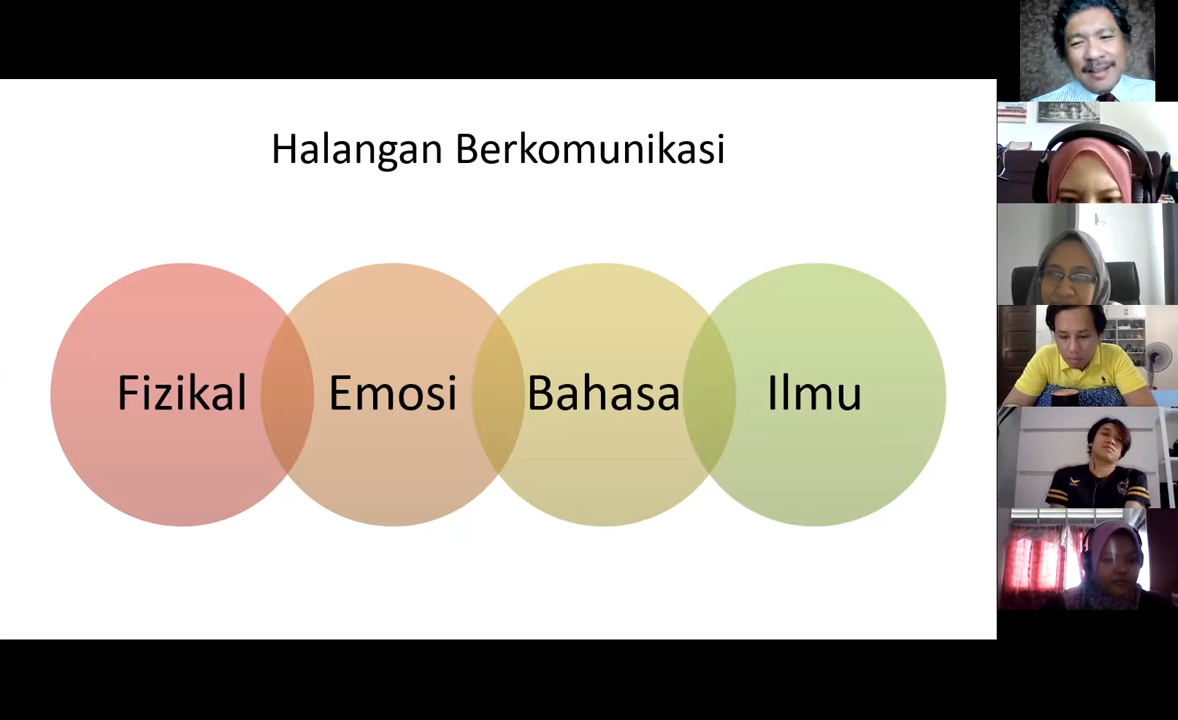 Halangan Berkomunikasi
Fizikal
Emosi
Bahasa
Ilmu